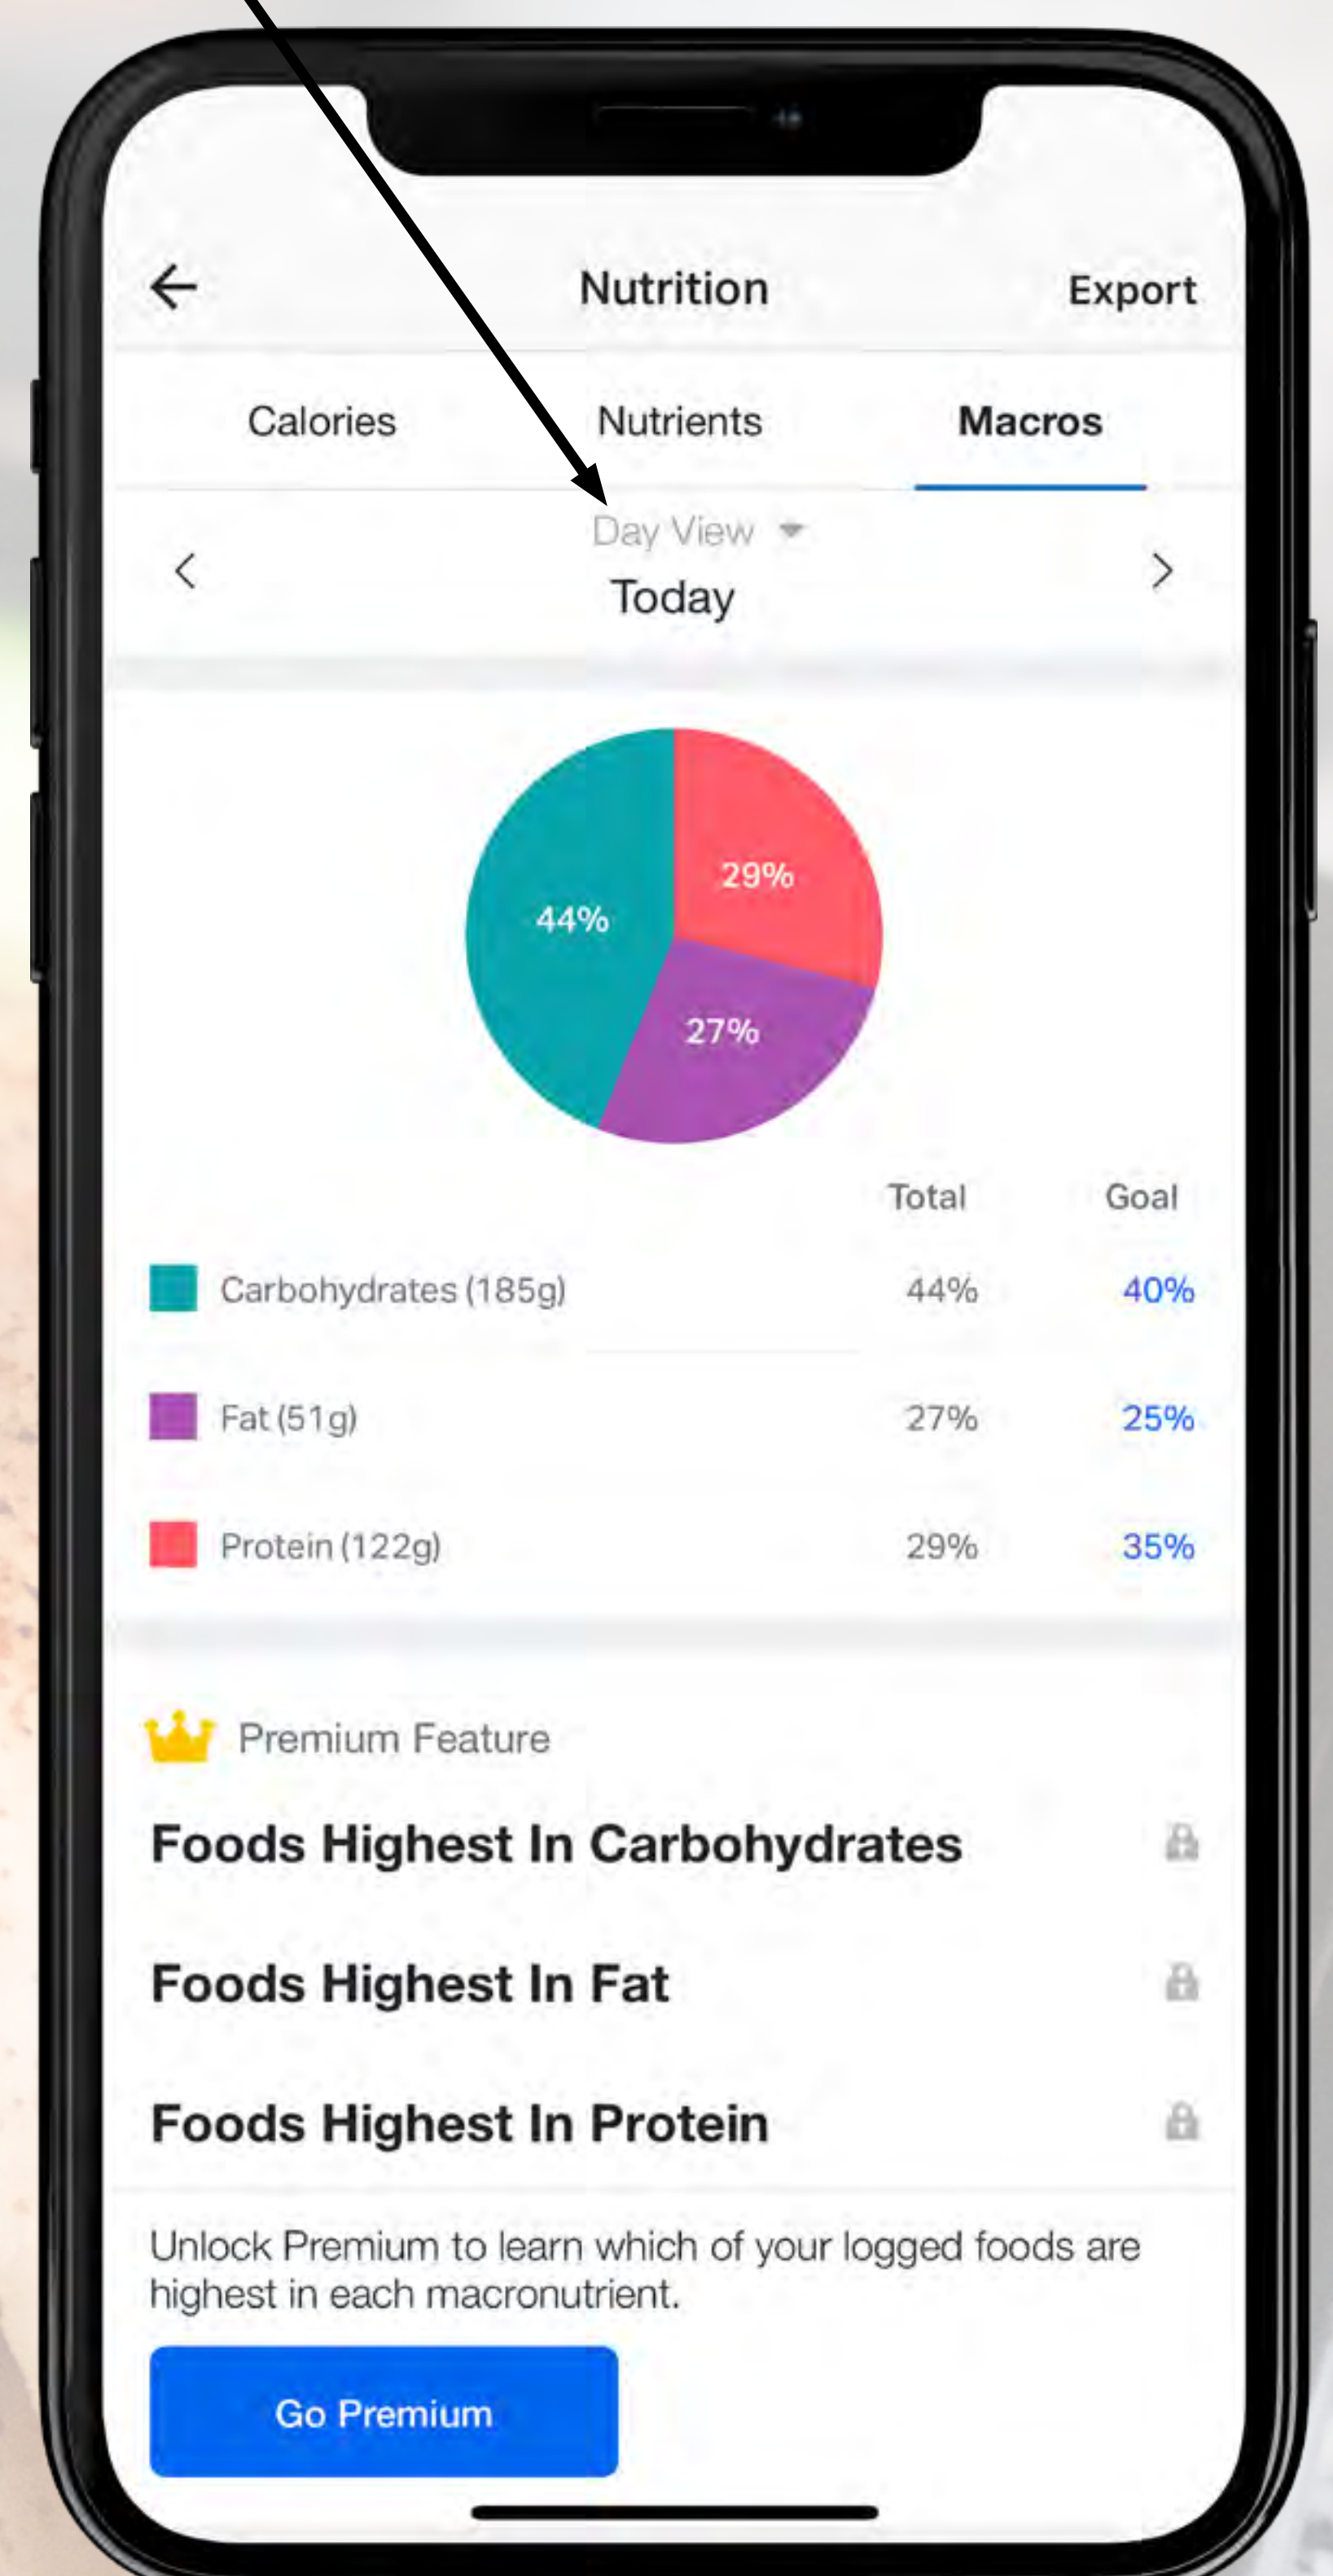 Nutrition Export
Calories Nutrients Macros
Day View
Today
29%
44%
27%
Total Goal
Carbohydrates (185g) 44% 40%
Fat (51g) 27% 25%
Protein (122g) 29% 35%
Premium Feature
Foods Highest In Carbohydrates
Foods Highest In Fat
Foods Highest In Protein
Unlock Premium to learn which of your logged foods are
highest in each macronutrient.
Go Premium